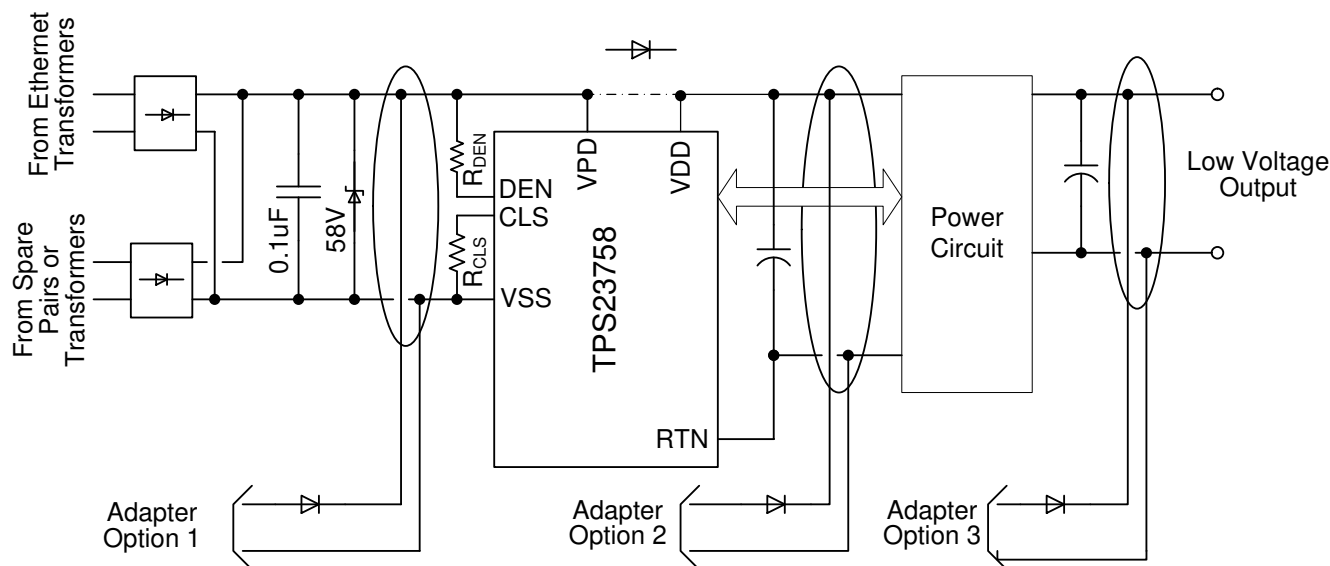 From Ethernet
Transformers
From Spare
Pairs or
Transformers
0.1uF
58V
RDEN
RCLS
DEN
CLS
VSS
VPD
VDD
TPS23758
RTN
Power
Circuit
Low Voltage
Output
Adapter
Option 1
Adapter
Option 2
Adapter
Option 3